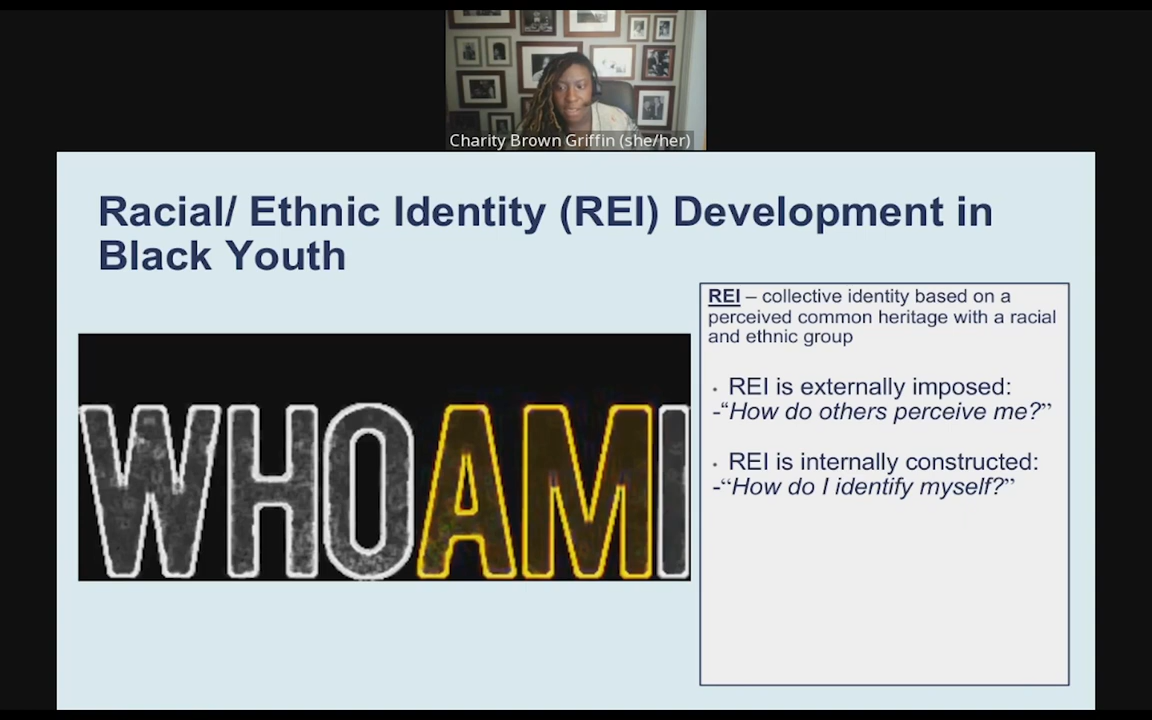 Charity Brown Griffin (she/her)
Racial/ Ethnic Identity (REI) Development in
Black Youth
WHO AM I
REI – collective identity based on a
perceived common heritage with a racial
and ethnic group
• REI is externally imposed:
-“How do others perceive me?”
• REI is internally constructed:
-“How do I identify myself?”